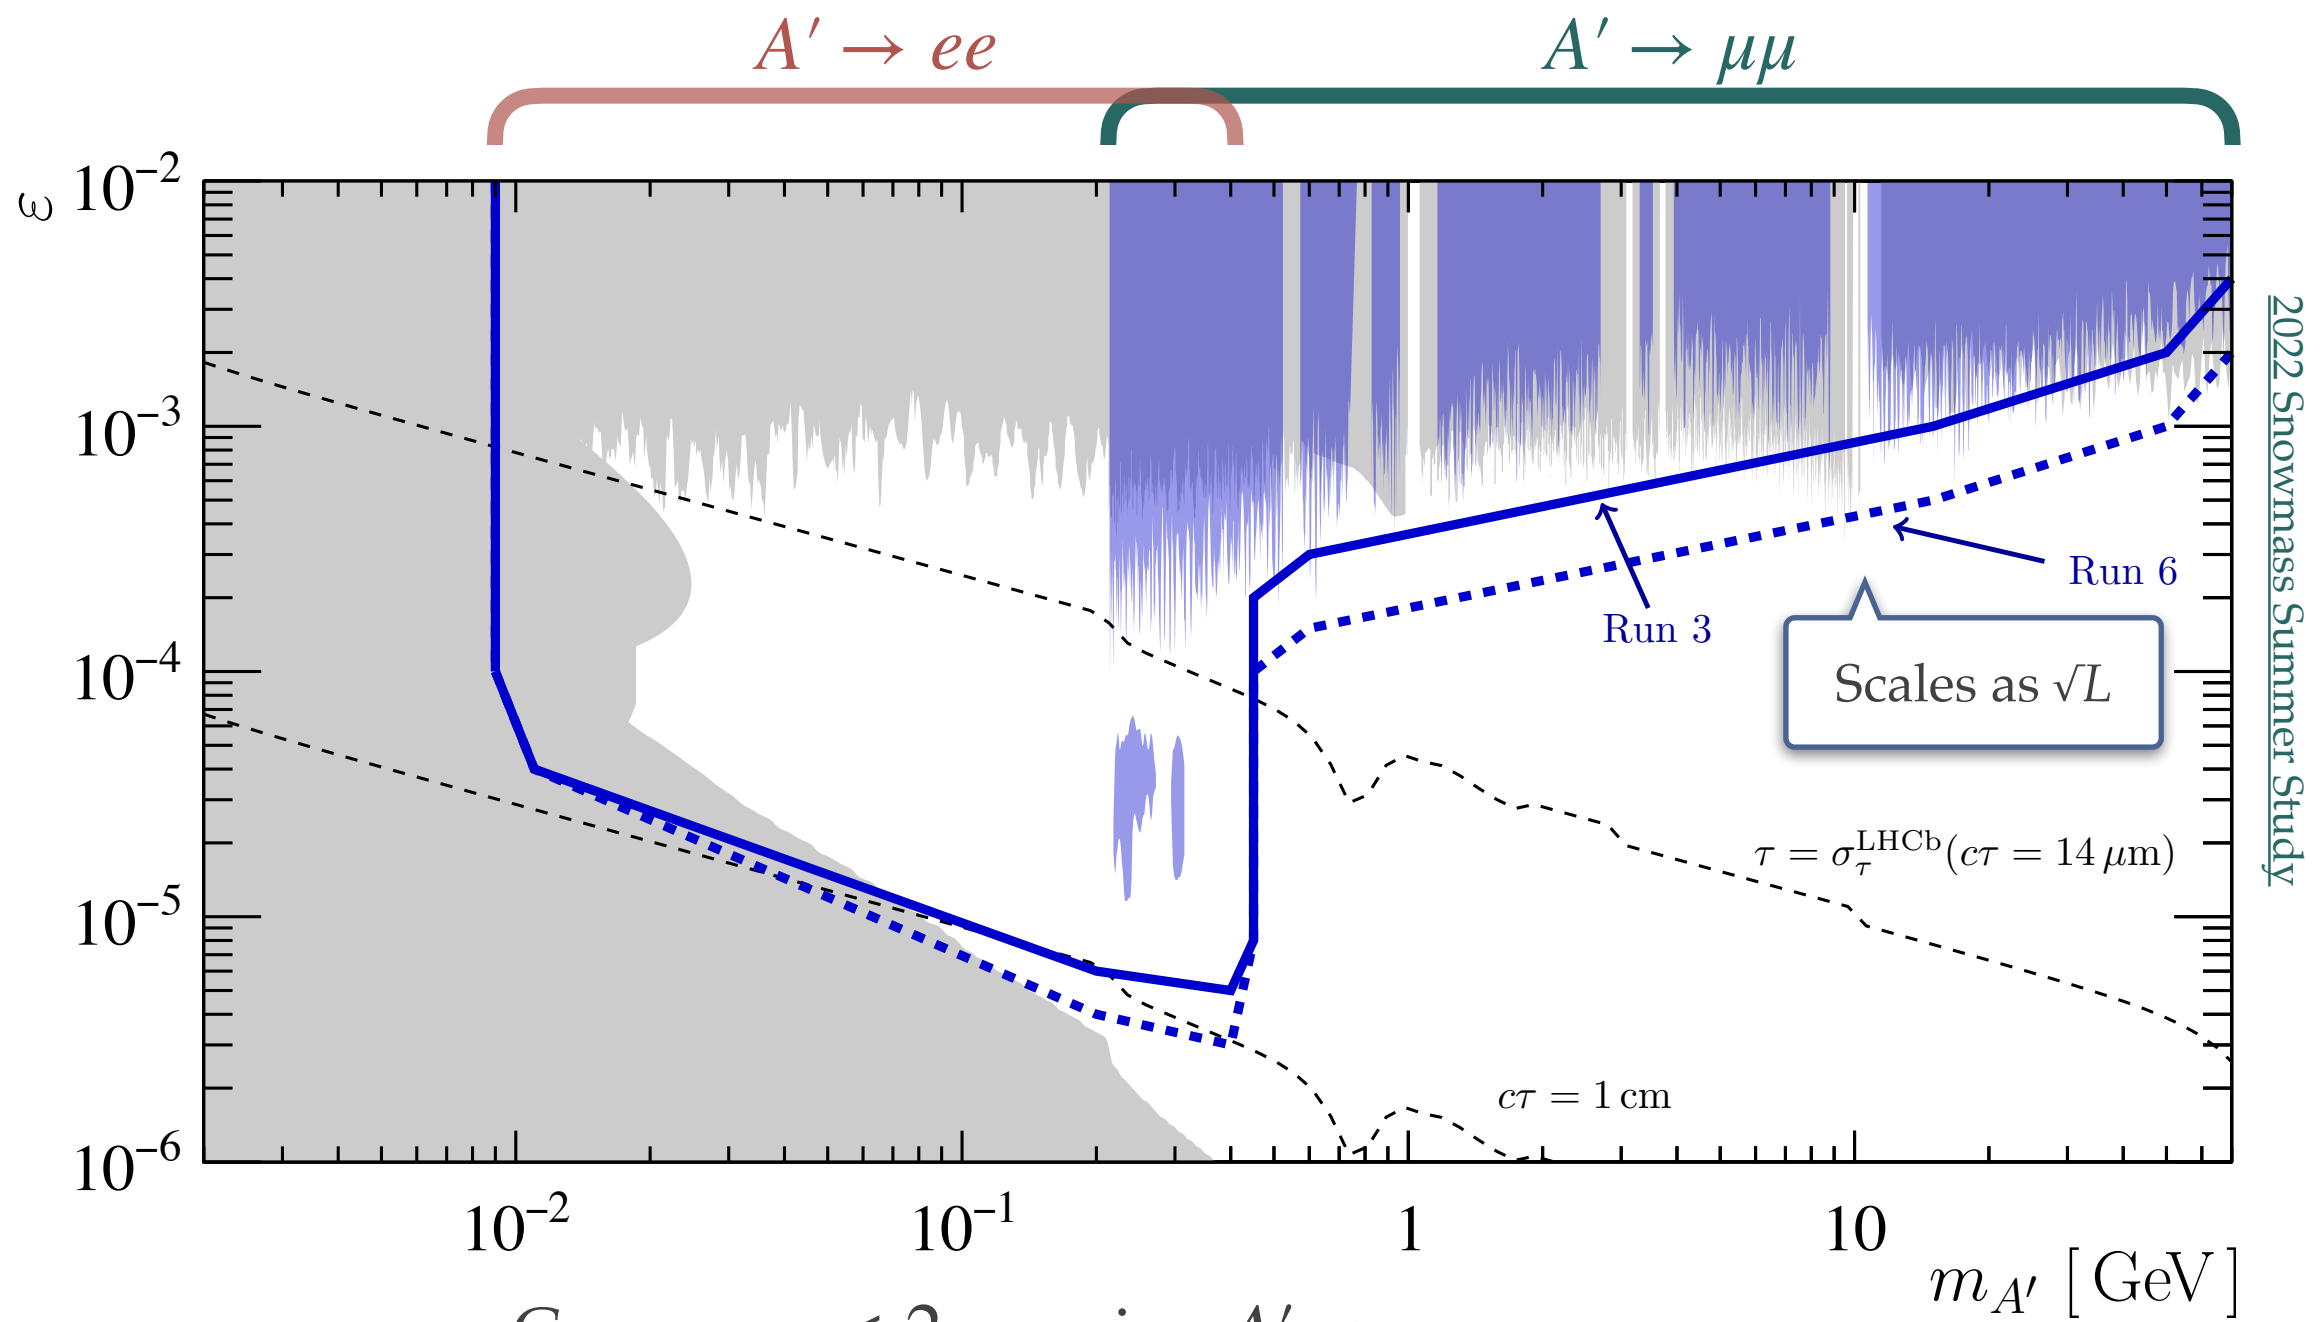 A′ → ee
A′ → μμ
ε
10⁻²
10⁻³
10⁻⁴
10⁻⁵
10⁻⁶
Run 6
Run 3
Scales as √L
τ = σ_τ^LHCb (cτ = 14 μm)
cτ = 1 cm
2022 Snowmass Summer Study
10⁻² 10⁻¹ 1 10
m_A′ [GeV]